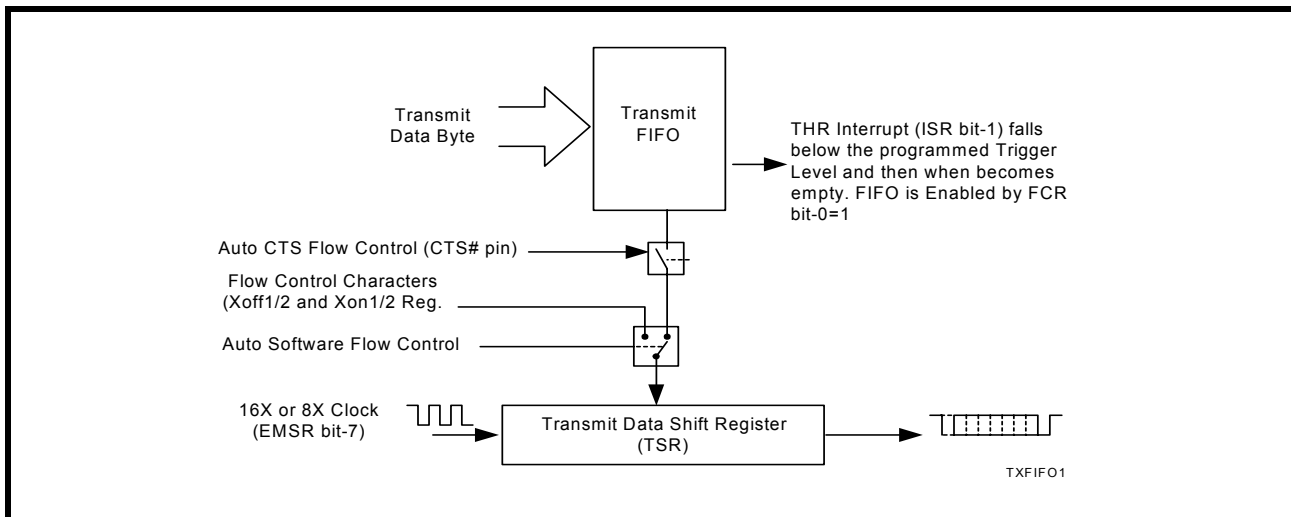 Transmit
Data Byte
Transmit
FIFO
THR Interrupt (ISR bit-1) falls
below the programmed Trigger
Level and then when becomes
empty. FIFO is Enabled by FCR
bit-0=1
Auto CTS Flow Control (CTS# pin)
Flow Control Characters
(Xoff1/2 and Xon1/2 Reg.
Auto Software Flow Control
16X or 8X Clock
(EMSR bit-7)
Transmit Data Shift Register
(TSR)
TXFIFO1